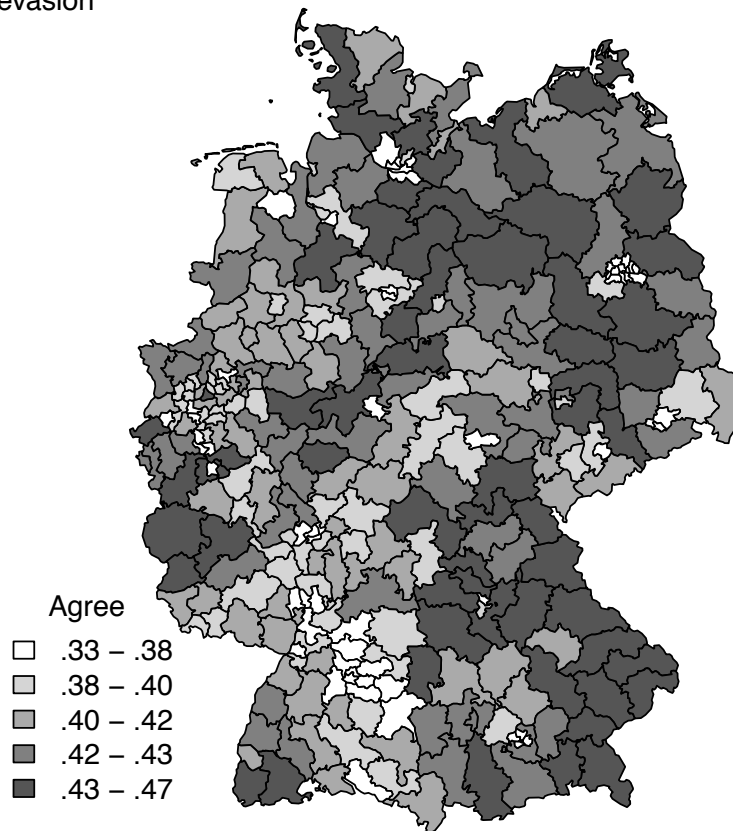 evasion
Agree
.33 – .38
.38 – .40
.40 – .42
.42 – .43
.43 – .47